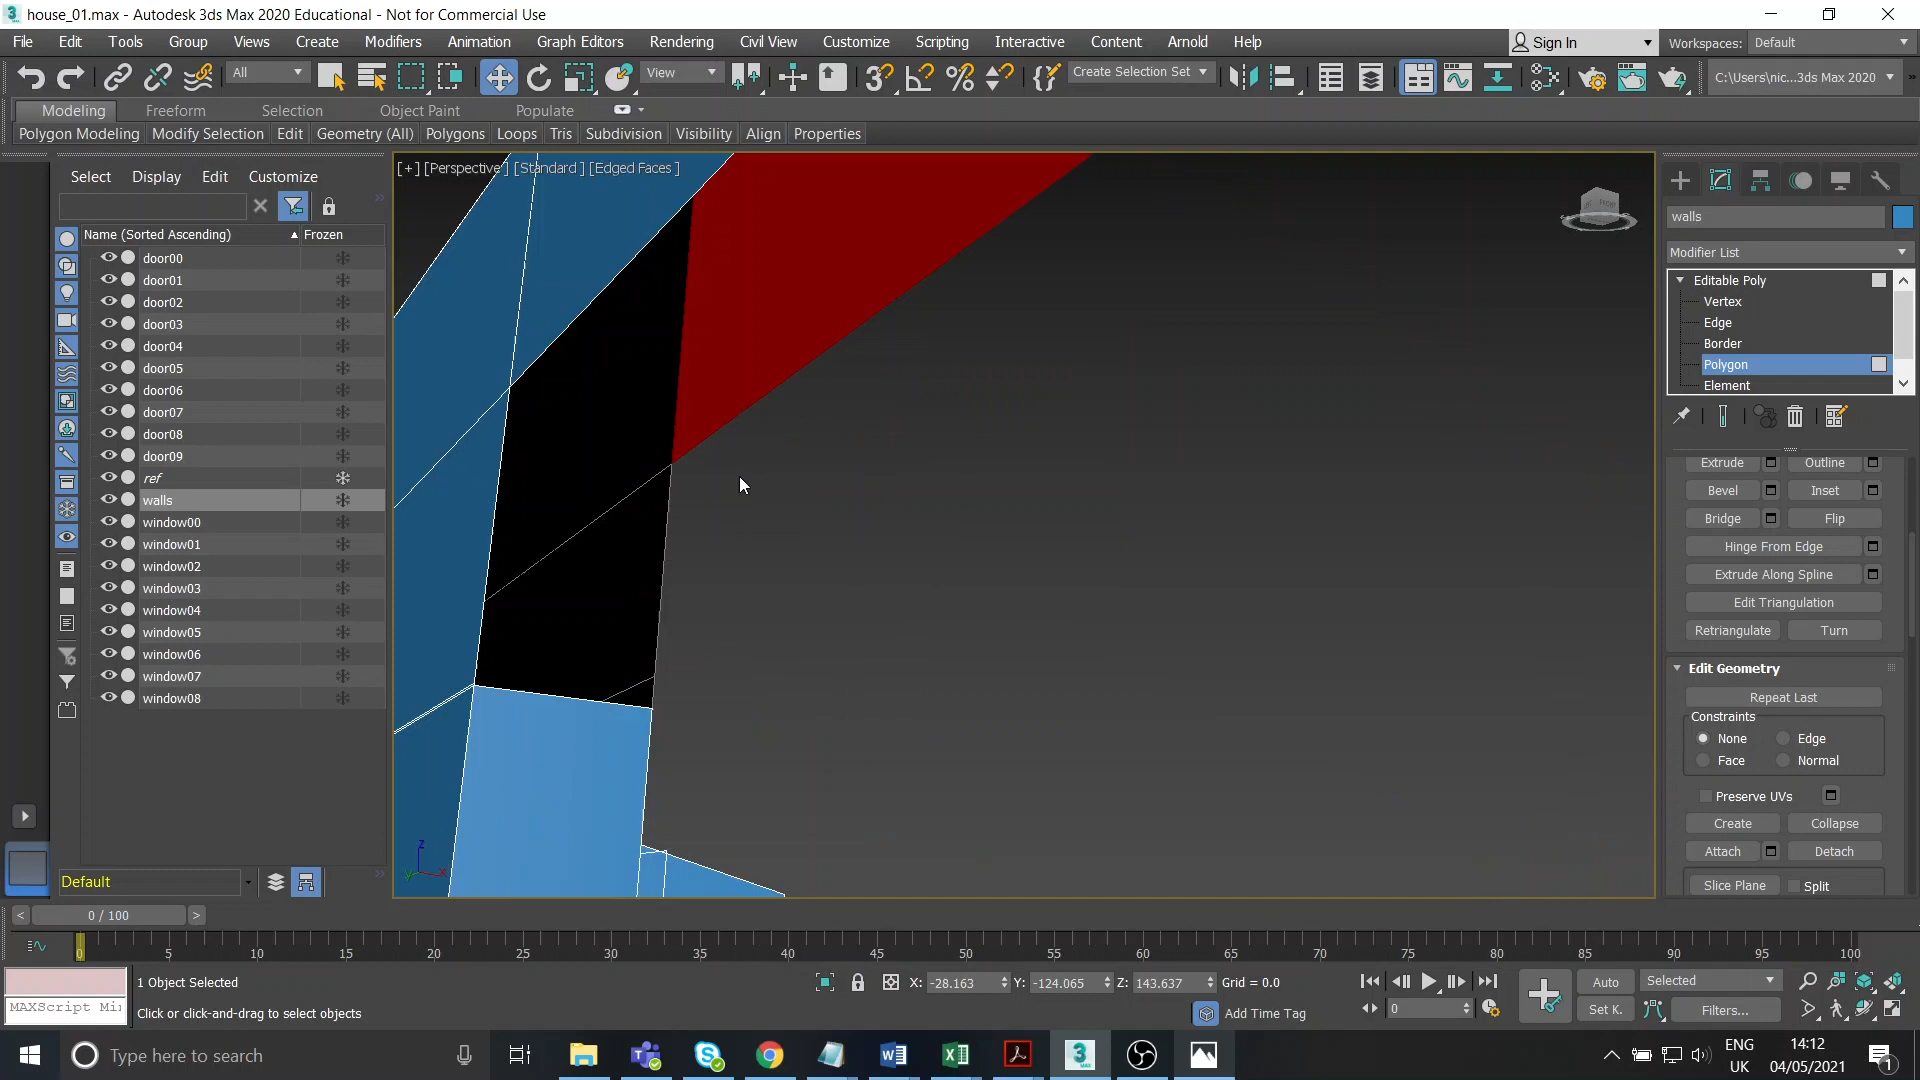 house_01.max - Autodesk 3ds Max 2020 Educational - Not for Commercial Use
File Edit Tools Group Views Create Modifiers Animation Graph Editors Rendering Civil View Customize Scripting Interactive Content Arnold Help
Sign In Workspaces: Default
All View Create Selection Set C:\Users\nic...3ds Max 2020
Modeling Freeform Selection Object Paint Populate
Polygon Modeling Modify Selection Edit Geometry (All) Polygons Loops Tris Subdivision Visibility Align Properties
Select Display Edit Customize
Name (Sorted Ascending) Frozen
door00
door01
door02
door03
door04
door05
door06
door07
door08
door09
ref
walls
window00
window01
window02
window03
window04
window05
window06
window07
window08
Default
[+] [Perspective] [Standard] [Edged Faces]
z
x
y
walls
Modifier List
Editable Poly
Vertex
Edge
Border
Polygon
Element
Extrude Outline
Bevel Inset
Bridge Flip
Hinge From Edge
Extrude Along Spline
Edit Triangulation
Retriangulate Turn
Edit Geometry
Repeat Last
Constraints
None Edge
Face Normal
Preserve UVs
Create Collapse
Attach Detach
Slice Plane Split
< 0 / 100 >
0 5 10 15 20 25 30 35 40 45 50 55 60 65 70 75 80 85 90 95 100
1 Object Selected X: -28.163 Y: -124.065 Z: 143.637 Grid = 0.0 Auto Selected
MAXScript Mi Click or click-and-drag to select objects Add Time Tag 0 Set K. Filters...
Type here to search
ENG 14:12
UK 04/05/2021 1